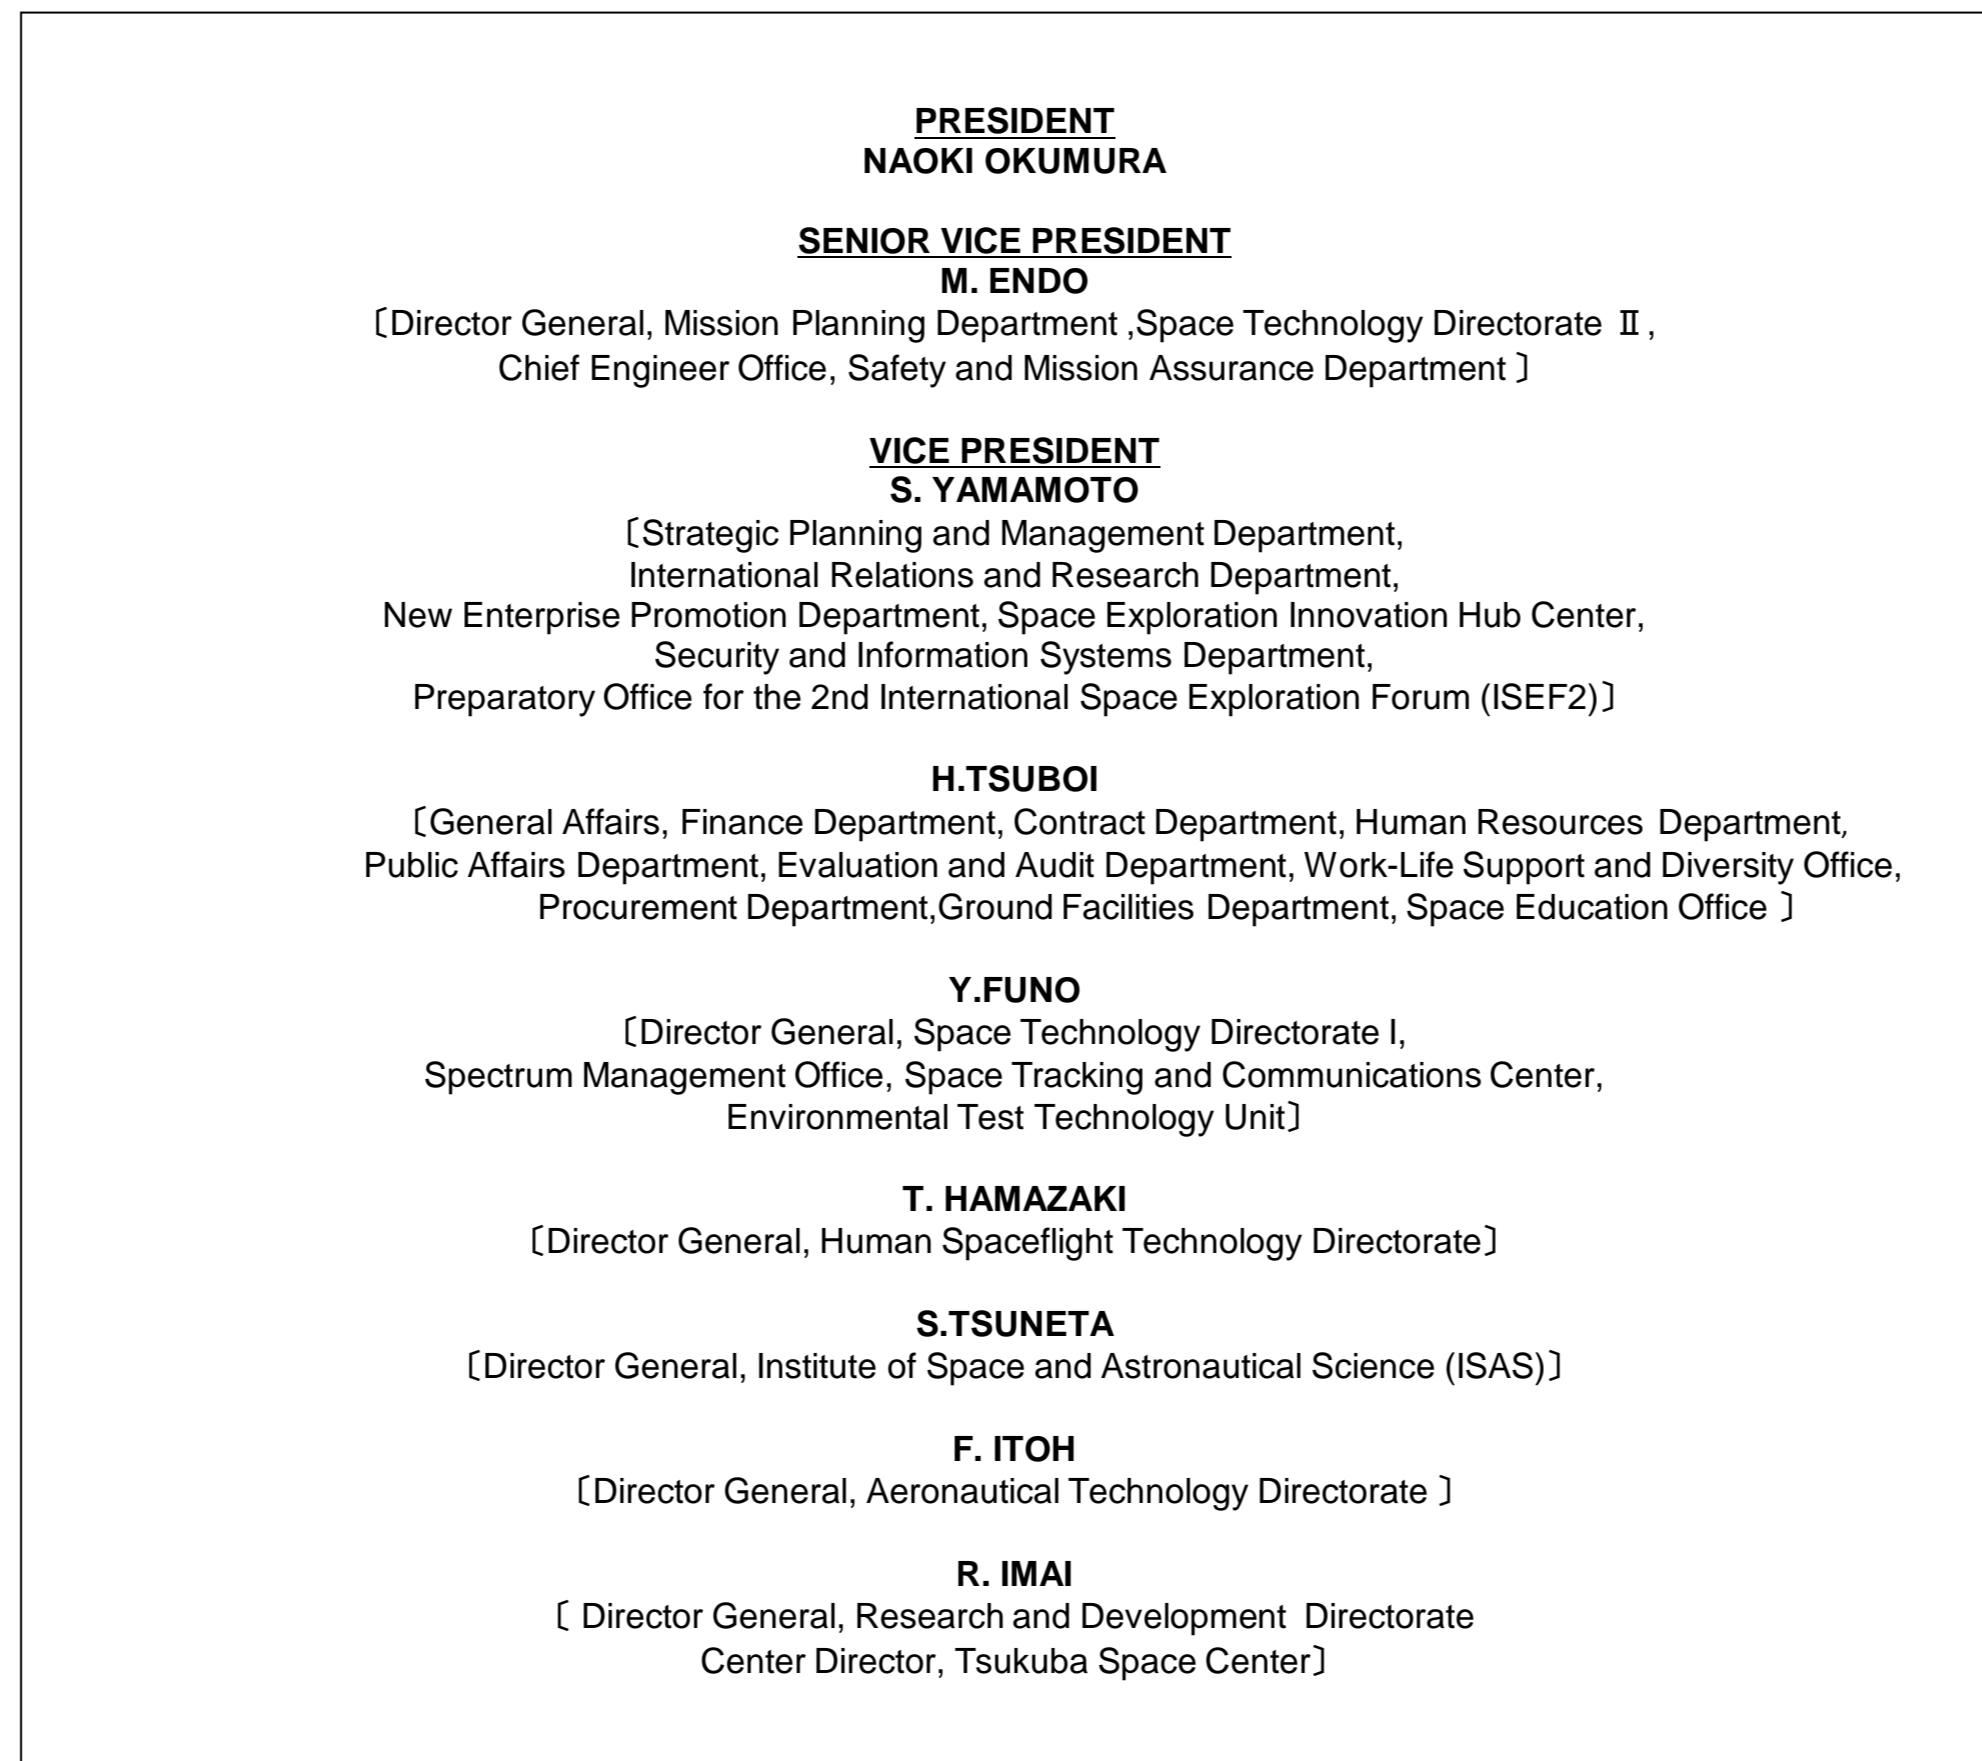 PRESIDENT
NAOKI OKUMURA
SENIOR VICE PRESIDENT
M. ENDO
〔Director General, Mission Planning Department ,Space Technology Directorate Ⅱ,
Chief Engineer Office, Safety and Mission Assurance Department 〕
VICE PRESIDENT
S. YAMAMOTO
〔Strategic Planning and Management Department,
International Relations and Research Department,
New Enterprise Promotion Department, Space Exploration Innovation Hub Center,
Security and Information Systems Department,
Preparatory Office for the 2nd International Space Exploration Forum (ISEF2)〕
H.TSUBOI
〔General Affairs, Finance Department, Contract Department, Human Resources Department,
Public Affairs Department, Evaluation and Audit Department, Work-Life Support and Diversity Office,
Procurement Department,Ground Facilities Department, Space Education Office 〕
Y.FUNO
〔Director General, Space Technology Directorate I,
Spectrum Management Office, Space Tracking and Communications Center,
Environmental Test Technology Unit〕
T. HAMAZAKI
〔Director General, Human Spaceflight Technology Directorate〕
S.TSUNETA
〔Director General, Institute of Space and Astronautical Science (ISAS)〕
F. ITOH
〔Director General, Aeronautical Technology Directorate 〕
R. IMAI
〔 Director General, Research and Development Directorate
Center Director, Tsukuba Space Center〕